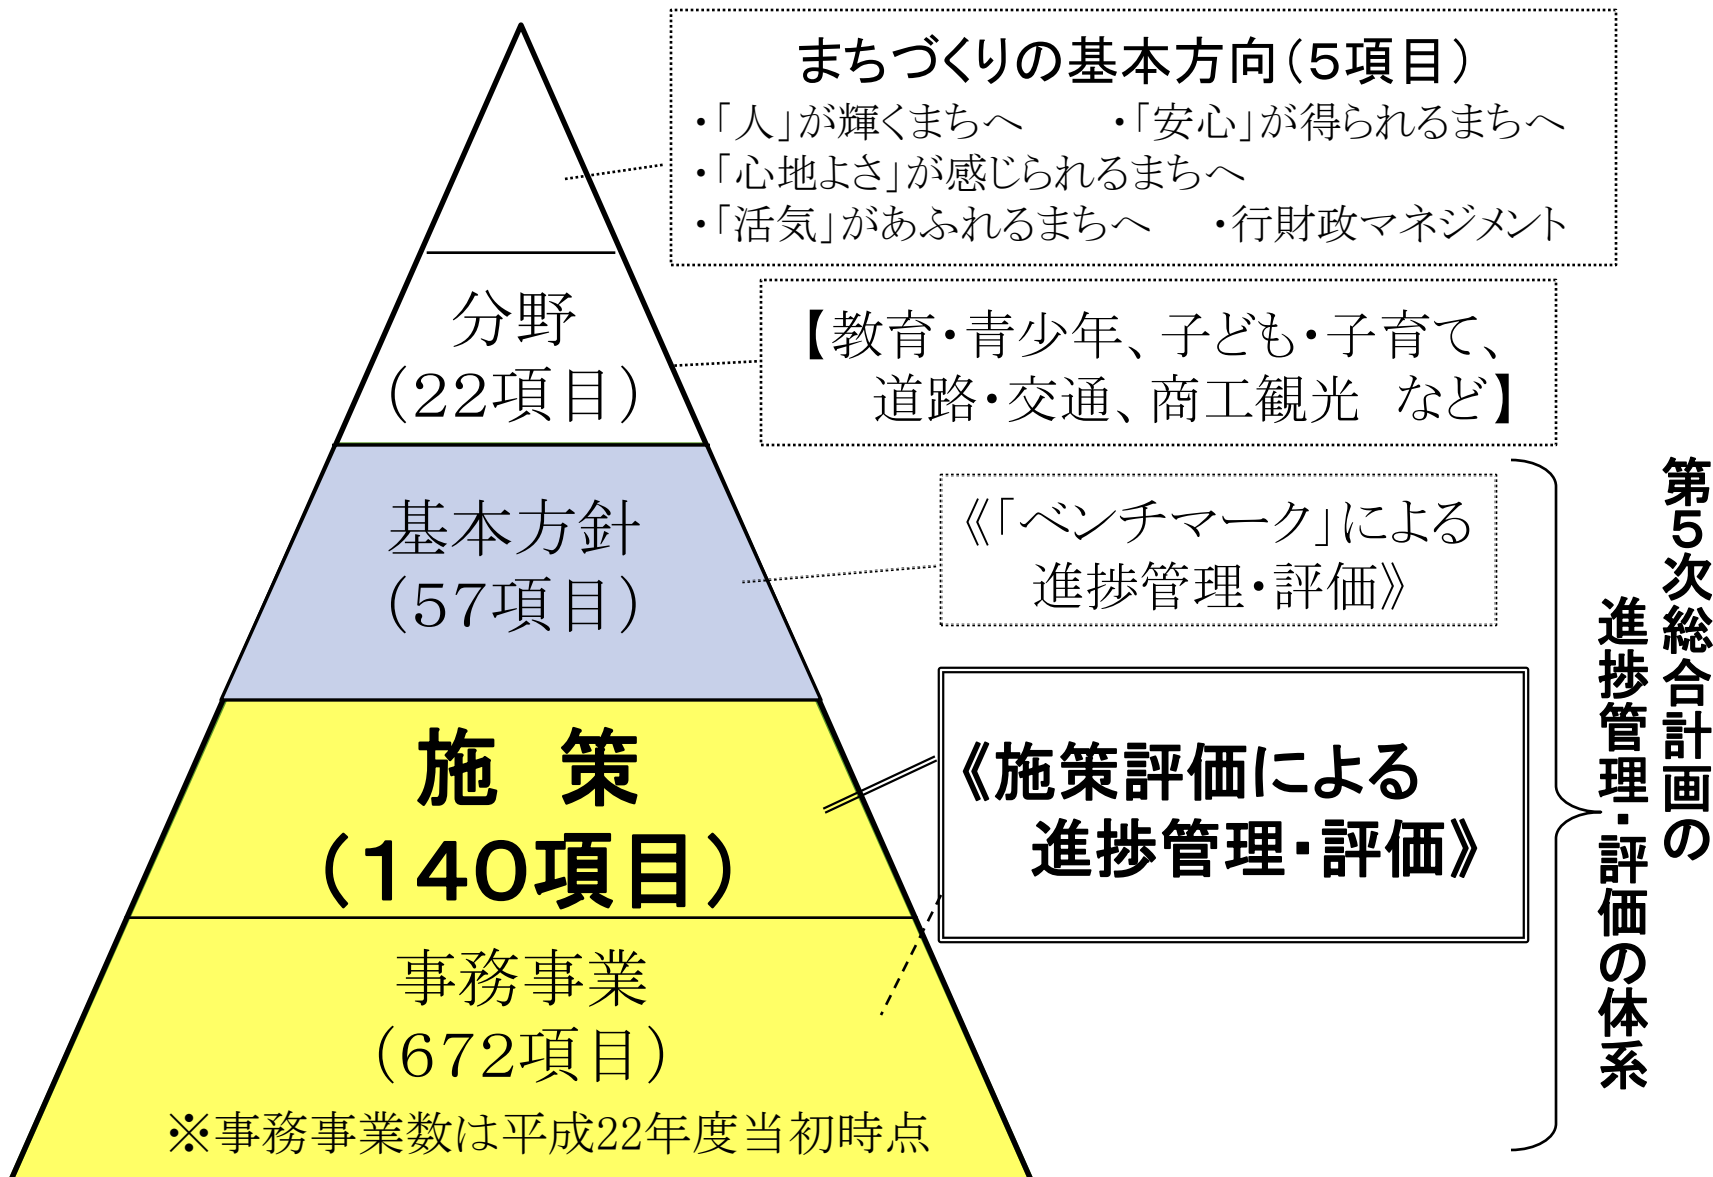 まちづくりの基本方向（５項目）
・「人」が輝くまちへ　　・「安心」が得られるまちへ
・「心地よさ」が感じられるまちへ
・「活気」があふれるまちへ　・行財政マネジメント
分野
（22項目）
【教育・青少年、子ども・子育て、
道路・交通、商工観光　など】
基本方針
（57項目）
《「ベンチマーク」による
進捗管理・評価》
施　策
（140項目）
《施策評価による
進捗管理・評価》
事務事業
（672項目）
※事務事業数は平成22年度当初時点
第５次総合計画の
進捗管理・評価の体系